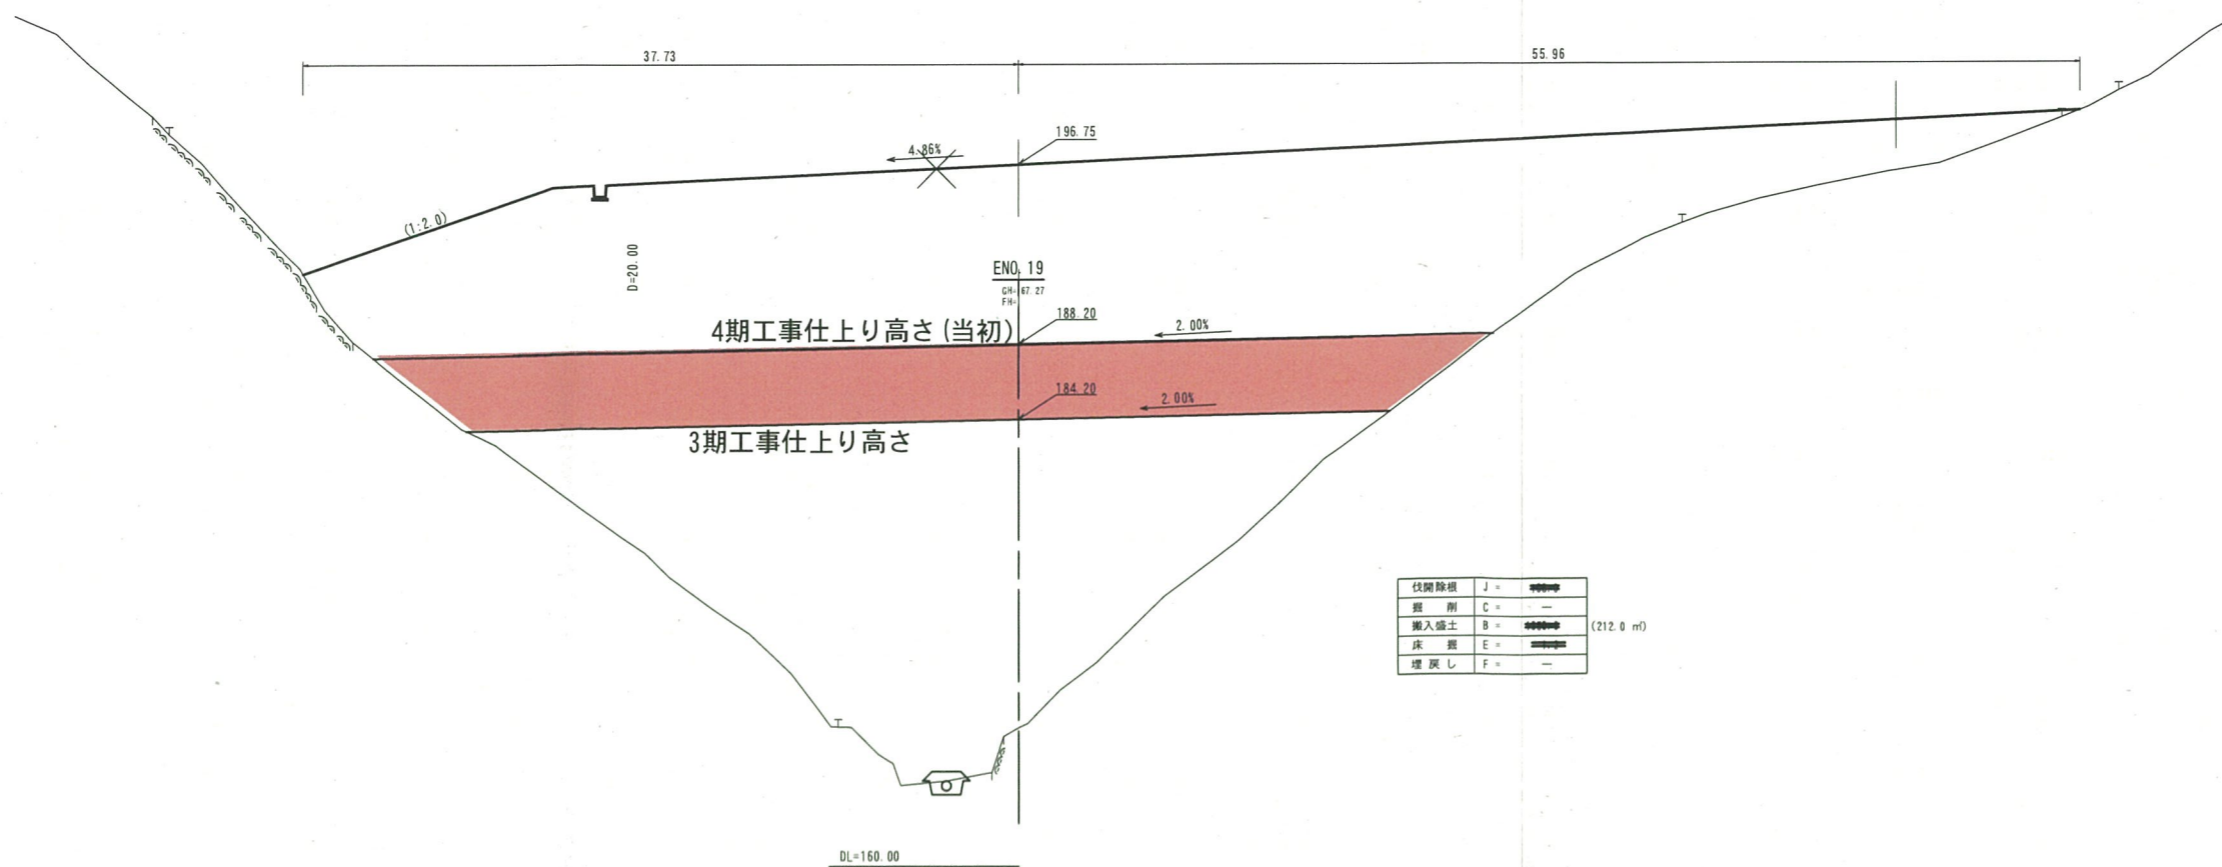 37.73
55.96
196.75
4.86%
(1:2.0)
D=20.00
ENO.19
GH= 67.27
FH=
4期工事仕上り高さ(当初)
188.20
2.00%
184.20
2.00%
3期工事仕上り高さ
伐開除根 J =
掘 削 C = －
搬入盛土 B = (212.0 ㎡)
床 掘 E =
埋戻し F = －
DL=160.00